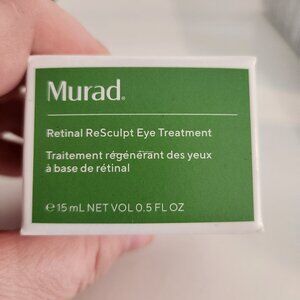 Murad.
Retinal ReSculpt Eye Treatment
Traitement régénérant des yeux
à base de rétinal
℮ 15 mL NET VOL 0.5 FL OZ